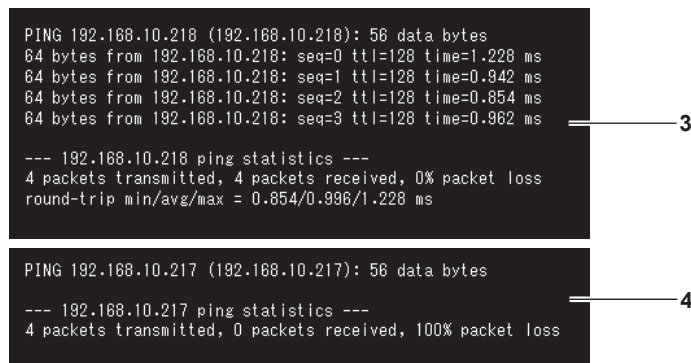 PING 192.168.10.218 (192.168.10.218): 56 data bytes
64 bytes from 192.168.10.218: seq=0 ttl=128 time=1.228 ms
64 bytes from 192.168.10.218: seq=1 ttl=128 time=0.942 ms
64 bytes from 192.168.10.218: seq=2 ttl=128 time=0.854 ms
64 bytes from 192.168.10.218: seq=3 ttl=128 time=0.962 ms
3
--- 192.168.10.218 ping statistics ---
4 packets transmitted, 4 packets received, 0% packet loss
round-trip min/avg/max = 0.854/0.996/1.228 ms
PING 192.168.10.217 (192.168.10.217): 56 data bytes
4
--- 192.168.10.217 ping statistics ---
4 packets transmitted, 0 packets received, 100% packet loss